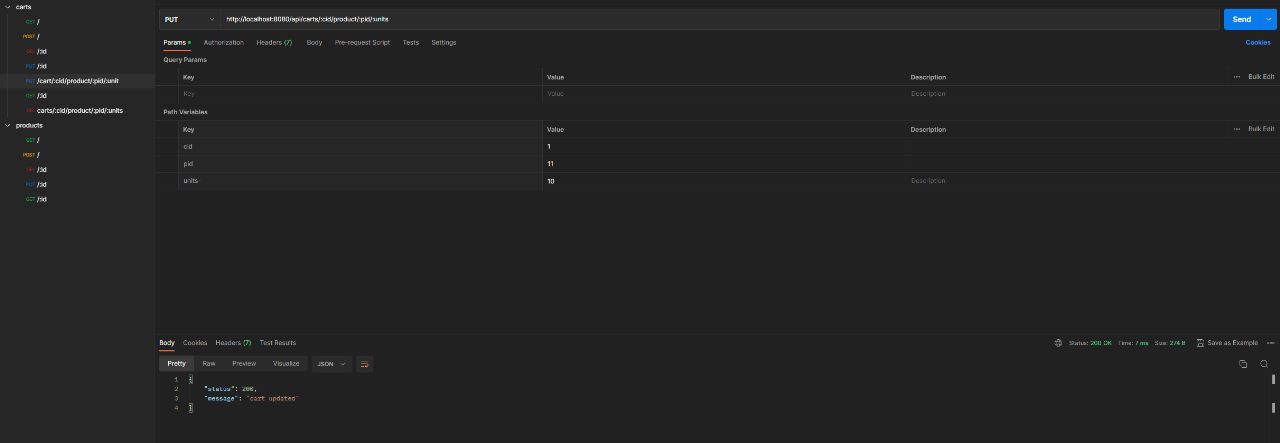 carts
GET /
POST /
DEL /:id
PUT /:id
PUT /cart/:cid/product/:pid/:unit
GET /:id
DEL carts/:cid/product/:pid/:units
products
GET /
POST /
DEL /:id
PUT /:id
GET /:id
PUT http://localhost:8080/api/carts/:cid/product/:pid/:units Send
Params Authorization Headers (7) Body Pre-request Script Tests Settings Cookies
Query Params
Key Value Description ••• Bulk Edit
Key Value Description
Path Variables
Key Value Description ••• Bulk Edit
cid 1
pid 11
units 10 Description
Body Cookies Headers (7) Test Results Status: 200 OK Time: 7 ms Size: 274 B Save as Example •••
Pretty Raw Preview Visualize JSON
1 {
2 "status": 200,
3 "message": "cart updated"
4 }